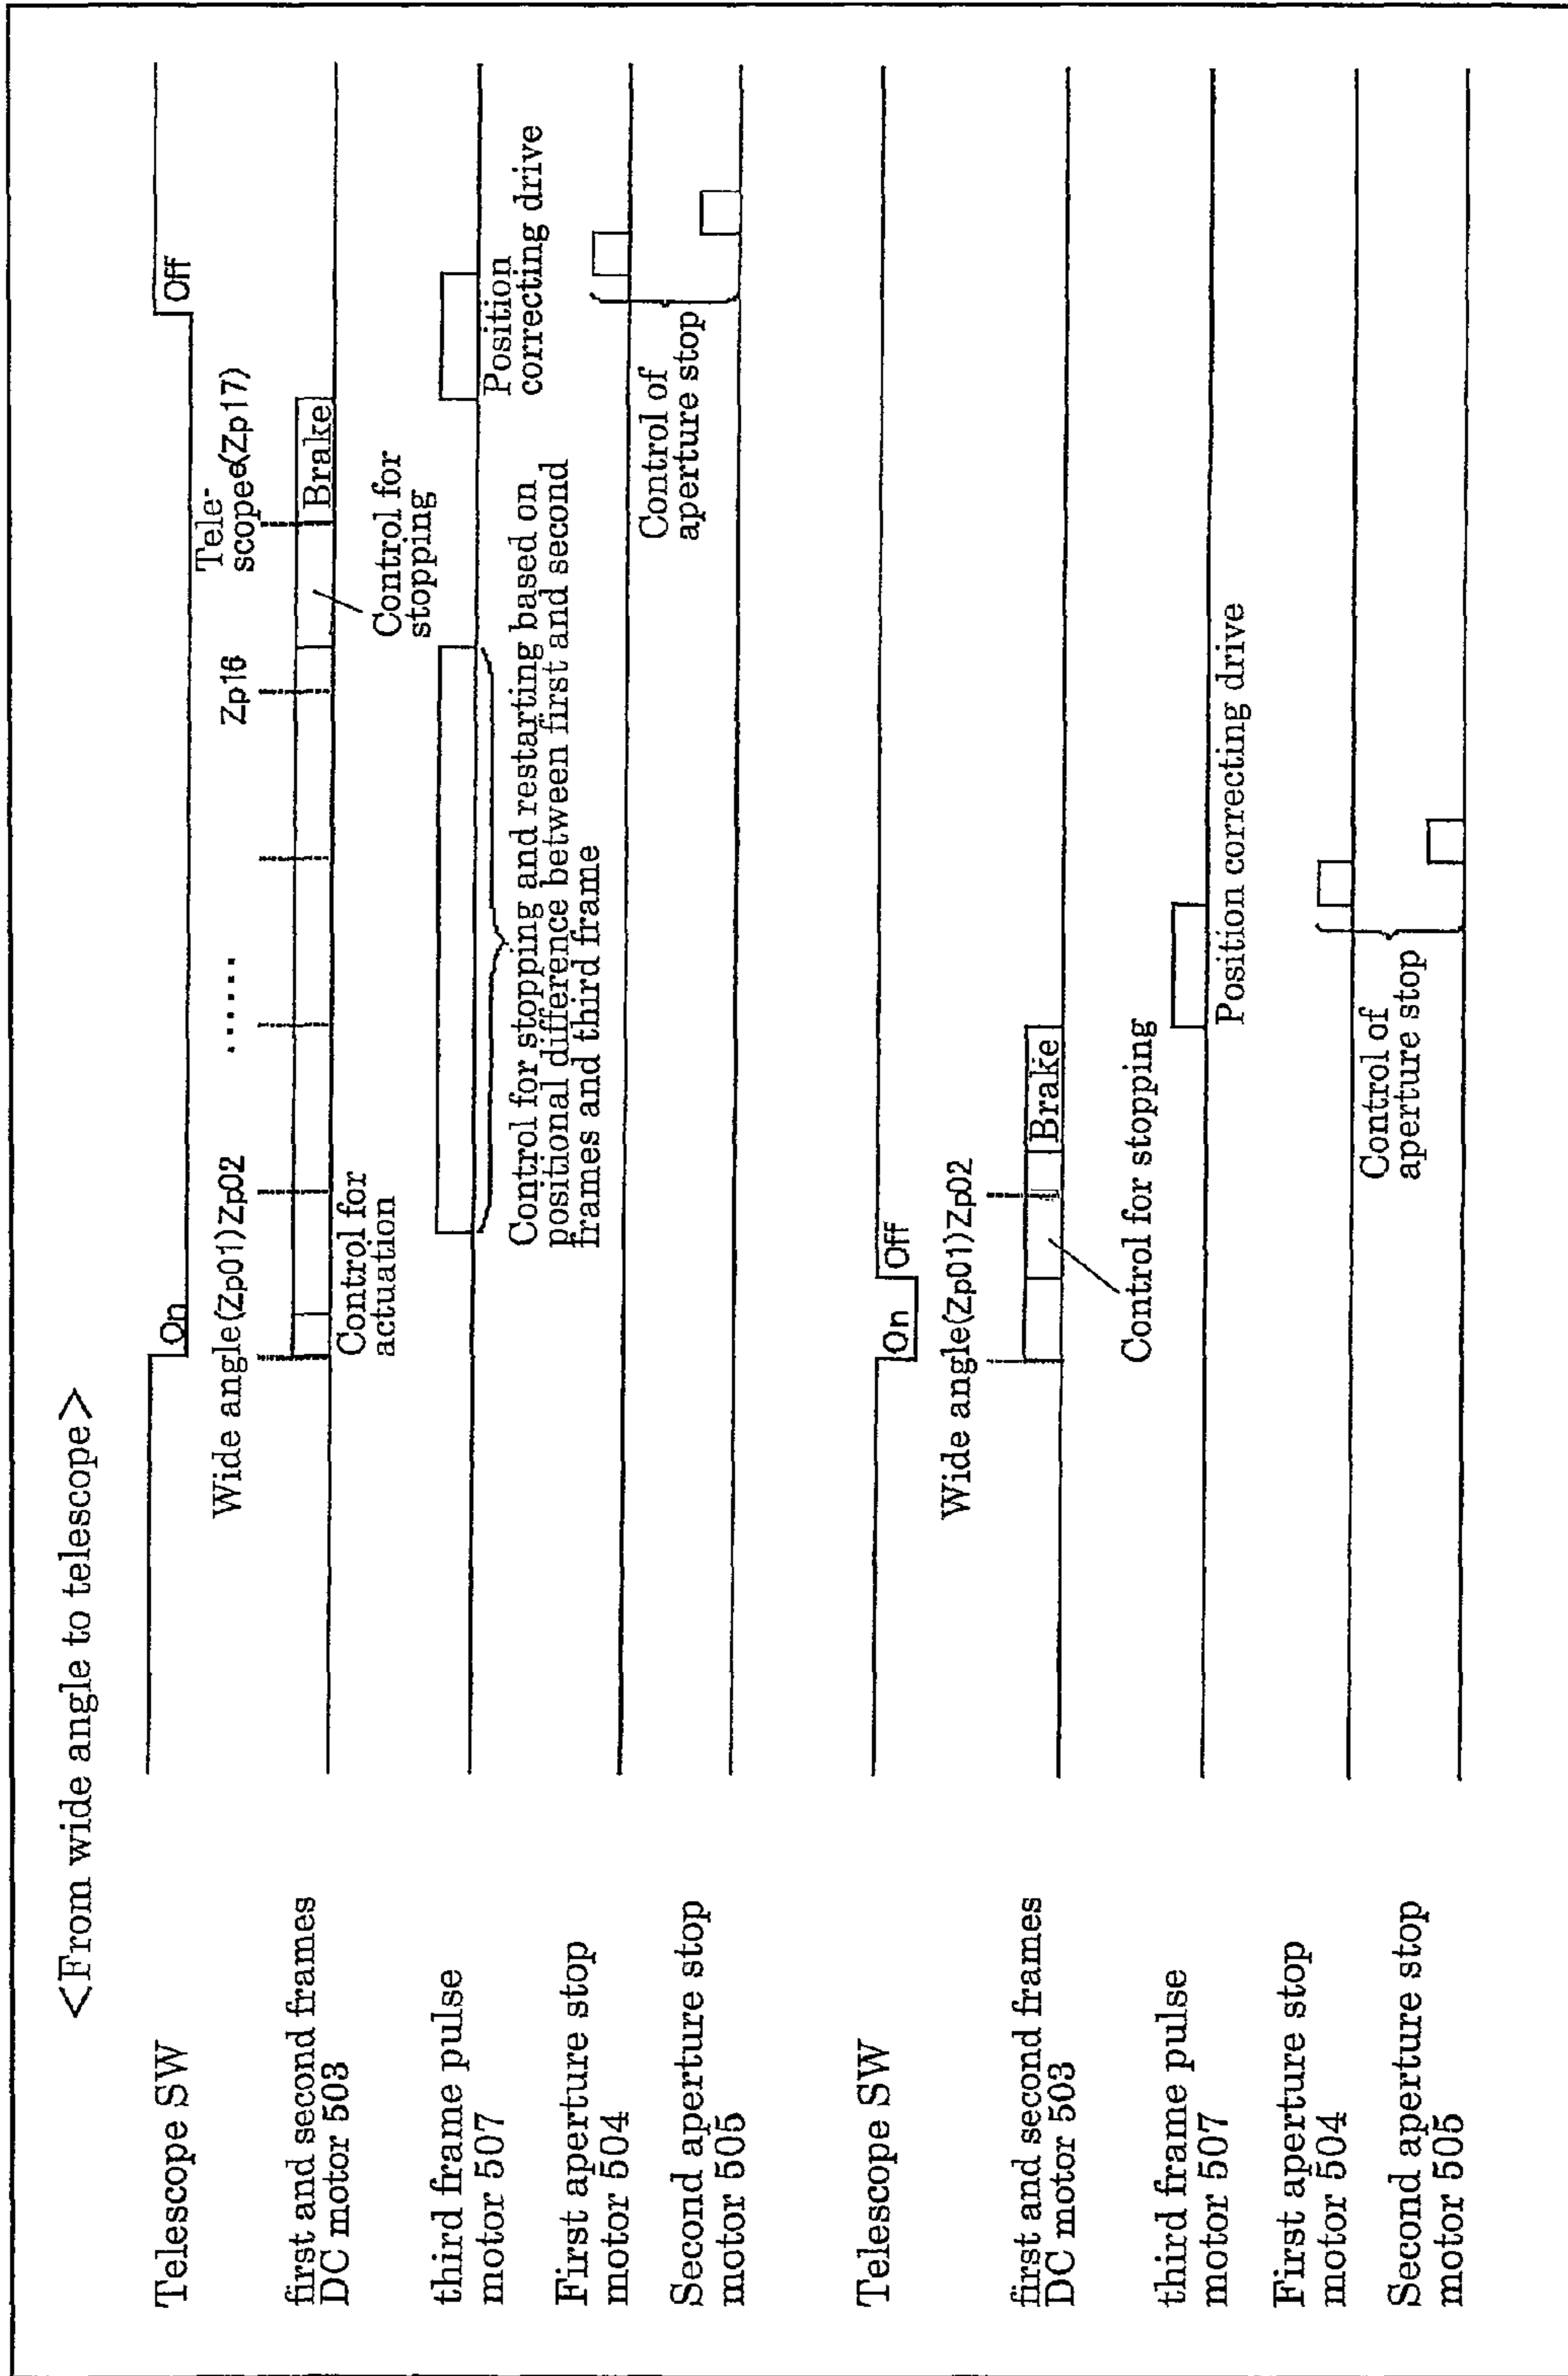 <From wide angle to telescope>
Telescope SW
On
Off
Wide angle(Zp01)Zp02
......
Zp16
Tele-
scope(Zp17)
first and second frames
DC motor 503
Brake
Control for
actuation
Control for
stopping
third frame pulse
motor 507
Control for stopping and restarting based on
positional difference between first and second
frames and third frame
Position
correcting drive
First aperture stop
motor 504
Second aperture stop
motor 505
Control of
aperture stop
Telescope SW
On
Off
Wide angle(Zp01)Zp02
first and second frames
DC motor 503
Brake
Control for stopping
third frame pulse
motor 507
Position correcting drive
First aperture stop
motor 504
Second aperture stop
motor 505
Control of
aperture stop